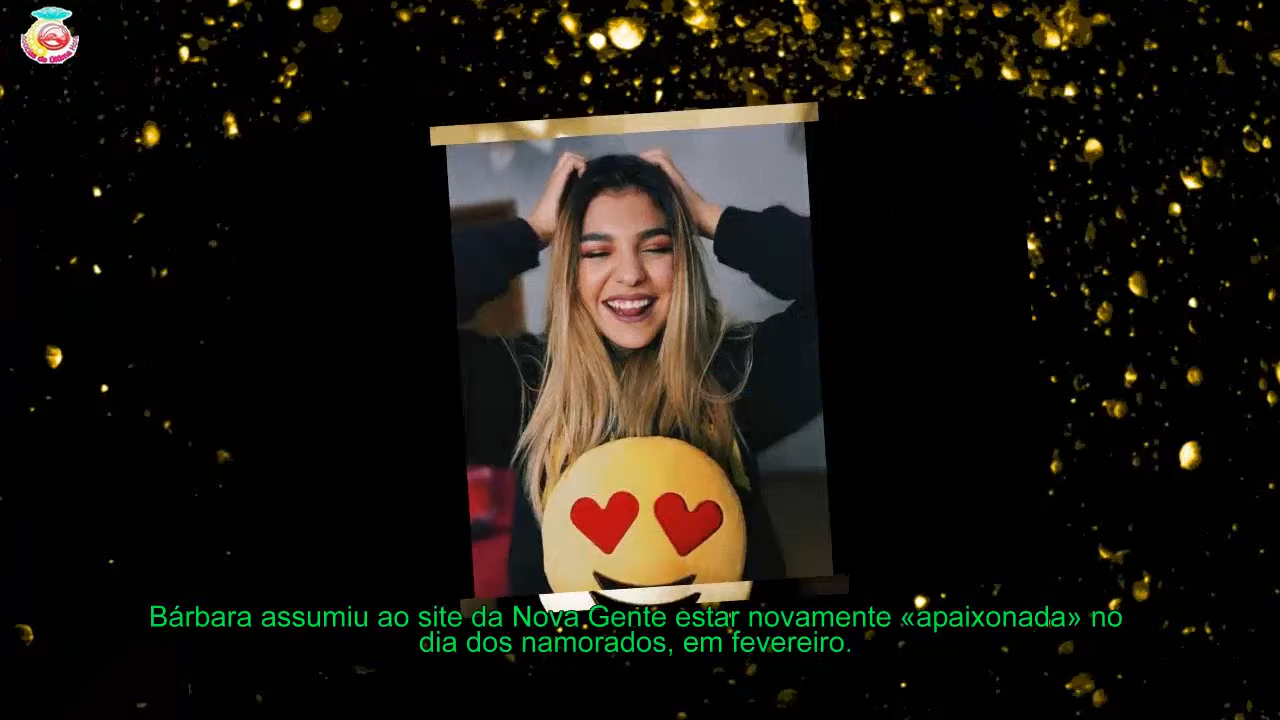 Bárbara assumiu ao site da Nova Gente estar novamente «apaixonada» no
dia dos namorados, em fevereiro.